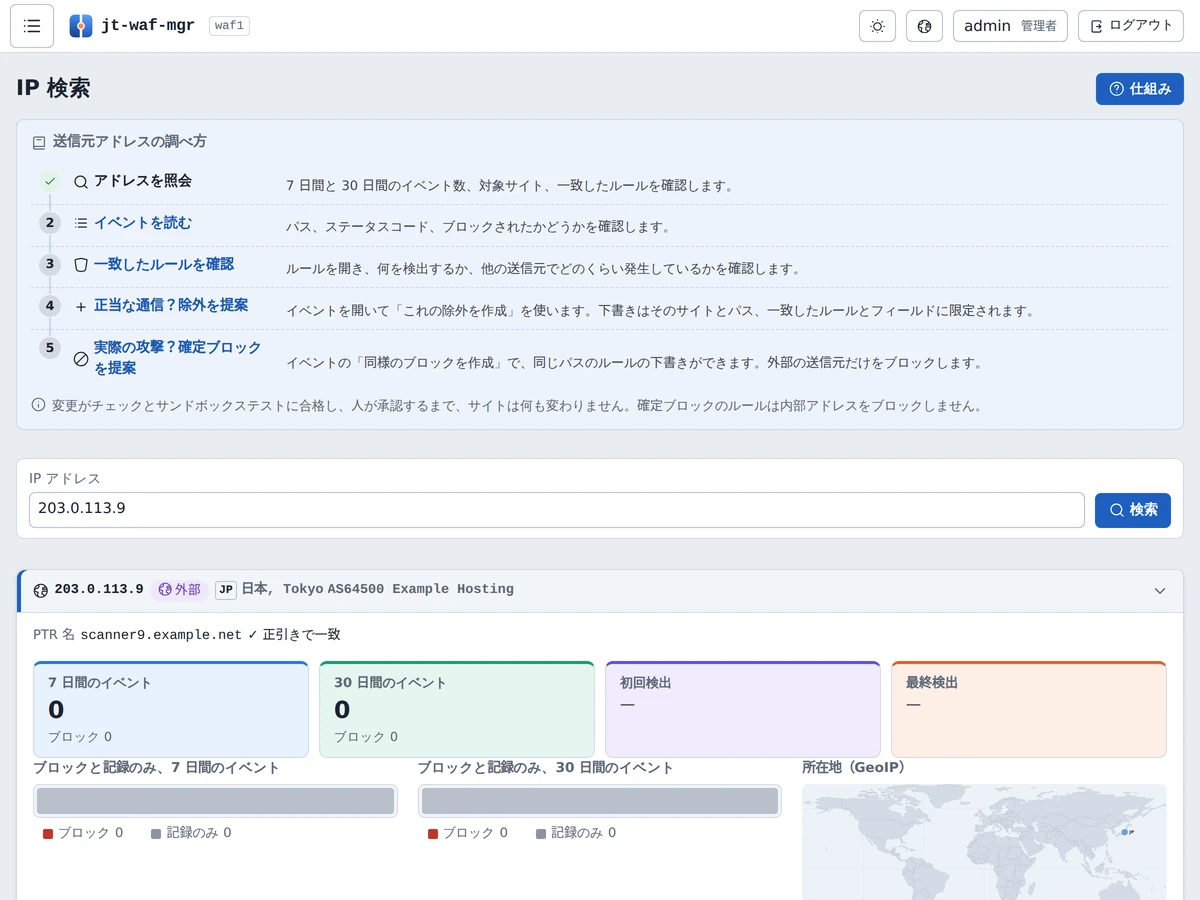 jt-waf-mgr waf1 admin 管理者 ログアウト
IP 検索
仕組み
送信元アドレスの調べ方
アドレスを照会 7 日間と 30 日間のイベント数、対象サイト、一致したルールを確認します。
2 イベントを読む パス、ステータスコード、ブロックされたかどうかを確認します。
3 一致したルールを確認 ルールを開き、何を検出するか、他の送信元でどのくらい発生しているかを確認します。
4 正当な通信？除外を提案 イベントを開いて「これの除外を作成」を使います。下書きはそのサイトとパス、一致したルールとフィールドに限定されます。
5 実際の攻撃？確定ブックを提案 イベントの「同様のブロックを作成」で、同じパスのルールの下書きができます。外部の送信元だけをブロックします。
変更がチェックとサンドボックステストに合格し、人が承認するまで、サイトは何も変わりません。確定ブロックのルールは内部アドレスをブロックしません。
IP アドレス
203.0.113.9
検索
203.0.113.9 外部 JP 日本, Tokyo AS64500 Example Hosting
PTR 名 scanner9.example.net ✓ 正引きで一致
7 日間のイベント
0
ブロック 0
30 日間のイベント
0
ブロック 0
初回検出
—
最終検出
—
ブロックと記録のみ、7 日間のイベント
ブロック 0 記録のみ 0
ブロックと記録のみ、30 日間のイベント
ブロック 0 記録のみ 0
所在地（GeoIP）
JP